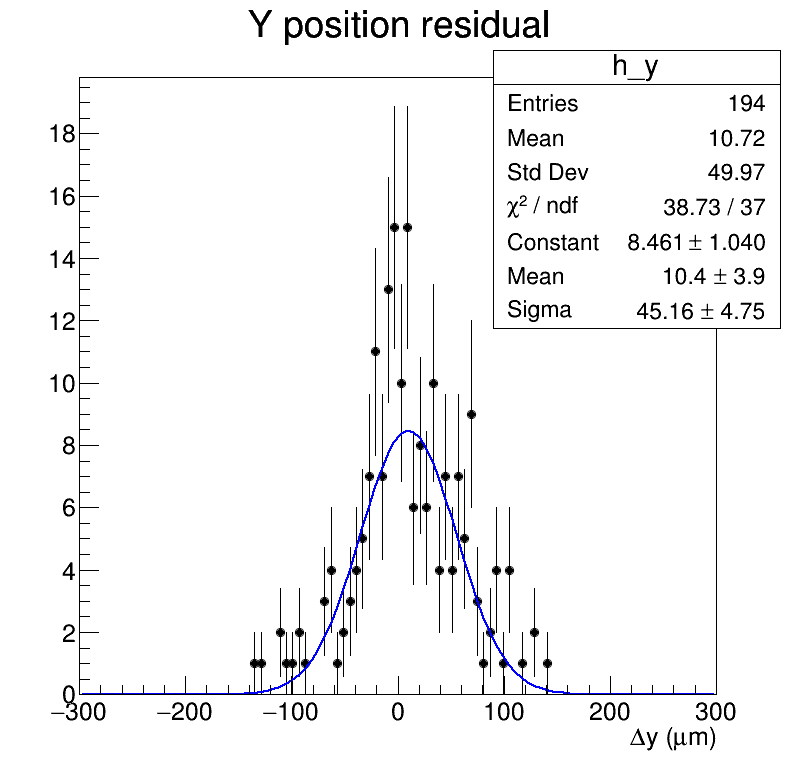 Y position residual
h_y
Entries 194
Mean 10.72
Std Dev 49.97
χ² / ndf 38.73 / 37
Constant 8.461 ± 1.040
Mean 10.4 ± 3.9
Sigma 45.16 ± 4.75
18
16
14
12
10
8
6
4
2
0
−300 −200 −100 0 100 200 300
Δy (μm)